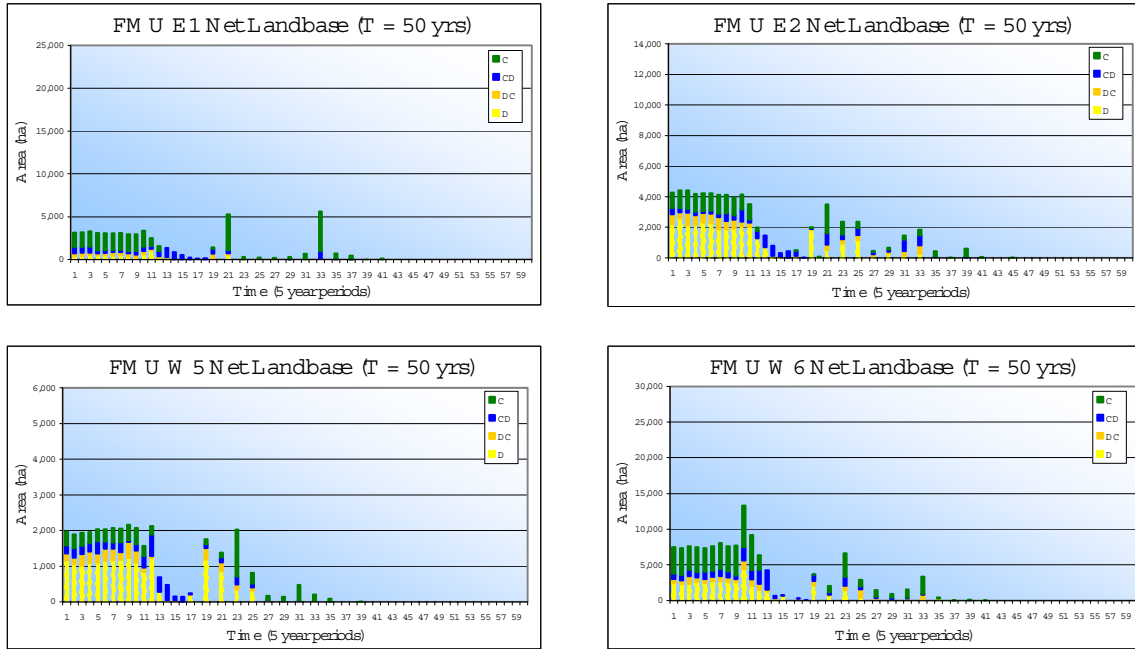 FMU E1 Net Landbase (T = 50 yrs)
Area (ha)
25,000
20,000
15,000
10,000
5,000
0
C
CD
DC
D
1 3 5 7 9 11 13 15 17 19 21 23 25 27 29 31 33 35 37 39 41 43 45 47 49 51 53 55 57 59
Time (5 year periods)
FMU E2 Net Landbase (T = 50 yrs)
Area (ha)
14,000
12,000
10,000
8,000
6,000
4,000
2,000
0
C
CD
DC
D
1 3 5 7 9 11 13 15 17 19 21 23 25 27 29 31 33 35 37 39 41 43 45 47 49 51 53 55 57 59
Time (5 year periods)
FMU W5 Net Landbase (T = 50 yrs)
Area (ha)
6,000
5,000
4,000
3,000
2,000
1,000
0
C
CD
DC
D
1 3 5 7 9 11 13 15 17 19 21 23 25 27 29 31 33 35 37 39 41 43 45 47 49 51 53 55 57 59
Time (5 year periods)
FMU W6 Net Landbase (T = 50 yrs)
Area (ha)
30,000
25,000
20,000
15,000
10,000
5,000
0
C
CD
DC
D
1 3 5 7 9 11 13 15 17 19 21 23 25 27 29 31 33 35 37 39 41 43 45 47 49 51 53 55 57 59
Time (5 year periods)